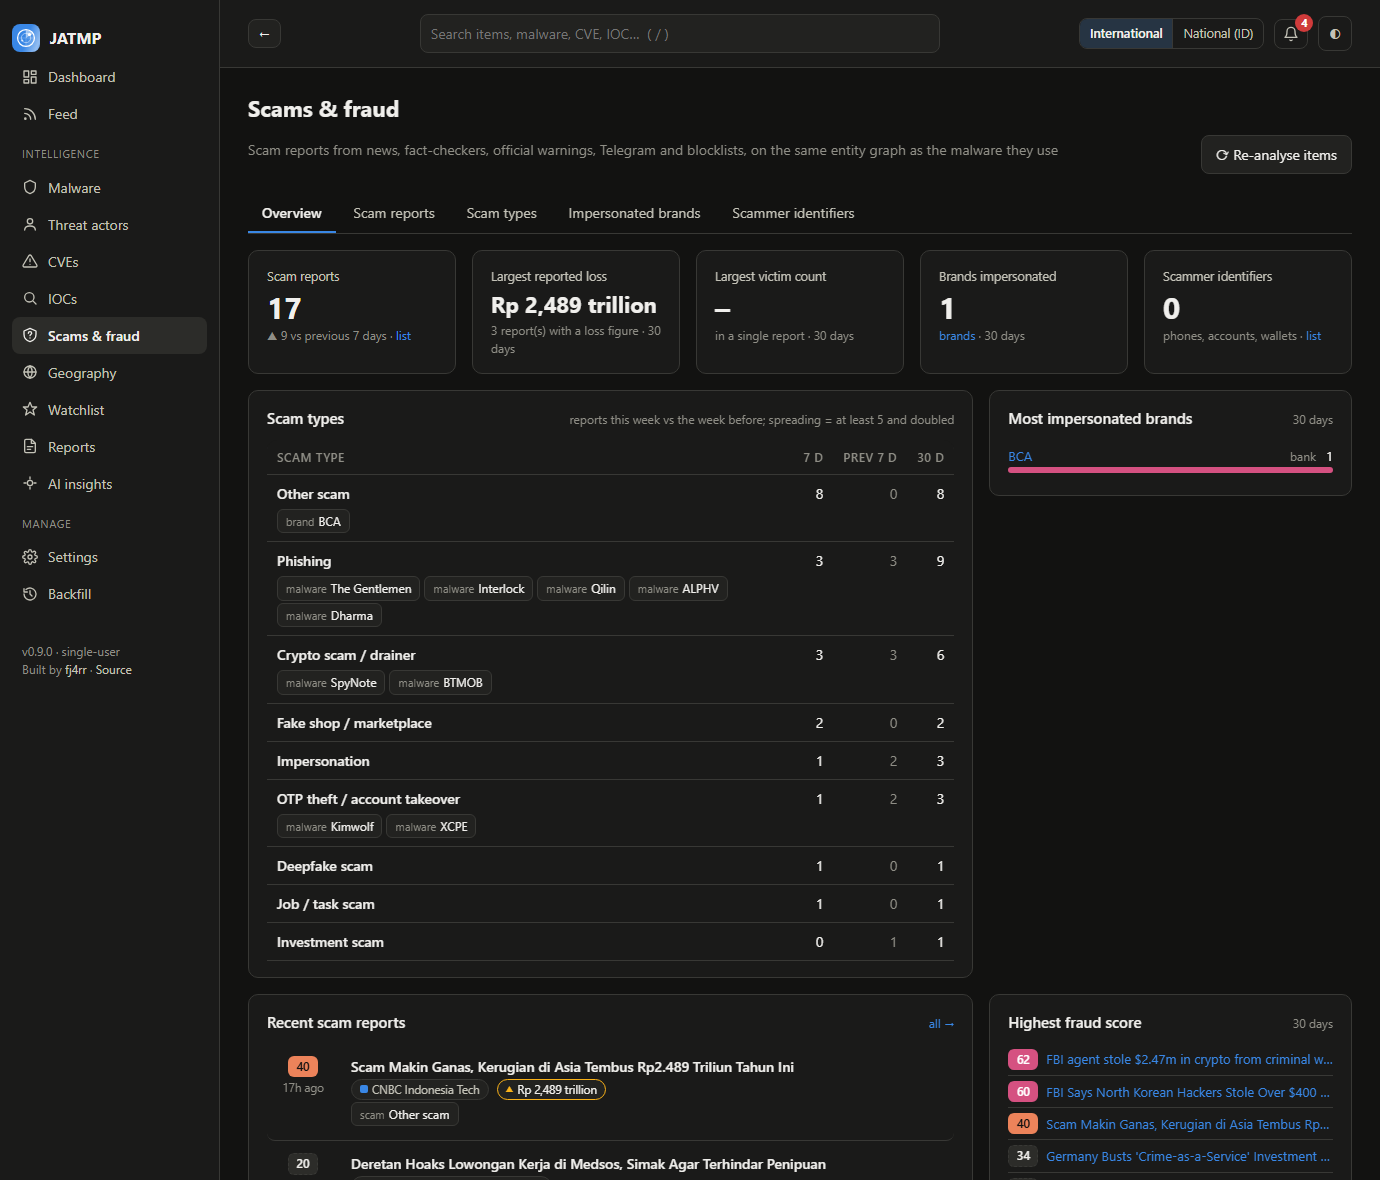 JATMP
Dashboard
Feed
INTELLIGENCE
Malware
Threat actors
CVEs
IOCs
Scams & fraud
Geography
Watchlist
Reports
AI insights
MANAGE
Settings
Backfill
v0.9.0 · single-user
Built by fj4rr · Source
←
Search items, malware, CVE, IOC... ( / )
International
National (ID)
4
Scams & fraud
Scam reports from news, fact-checkers, official warnings, Telegram and blocklists, on the same entity graph as the malware they use
⟳ Re-analyse items
Overview
Scam reports
Scam types
Impersonated brands
Scammer identifiers
Scam reports
17
▲ 9 vs previous 7 days · list
Largest reported loss
Rp 2,489 trillion
3 report(s) with a loss figure · 30
days
Largest victim count
–
in a single report · 30 days
Brands impersonated
1
brands · 30 days
Scammer identifiers
0
phones, accounts, wallets · list
Scam types
reports this week vs the week before; spreading = at least 5 and doubled
SCAM TYPE 7 D PREV 7 D 30 D
Other scam 8 0 8
brand BCA
Phishing 3 3 9
malware The Gentlemen malware Interlock malware Qilin malware ALPHV
malware Dharma
Crypto scam / drainer 3 3 6
malware SpyNote malware BTMOB
Fake shop / marketplace 2 0 2
Impersonation 1 2 3
OTP theft / account takeover 1 2 3
malware Kimwolf malware XCPE
Deepfake scam 1 0 1
Job / task scam 1 0 1
Investment scam 0 1 1
Most impersonated brands 30 days
BCA bank 1
Recent scam reports all →
40
17h ago
Scam Makin Ganas, Kerugian di Asia Tembus Rp2.489 Triliun Tahun Ini
CNBC Indonesia Tech ▲ Rp 2,489 trillion
scam Other scam
20
Deretan Hoaks Lowongan Kerja di Medsos, Simak Agar Terhindar Penipuan
Highest fraud score 30 days
62 FBI agent stole $2.47m in crypto from criminal w...
60 FBI Says North Korean Hackers Stole Over $400 ...
40 Scam Makin Ganas, Kerugian di Asia Tembus Rp...
34 Germany Busts 'Crime-as-a-Service' Investment ...